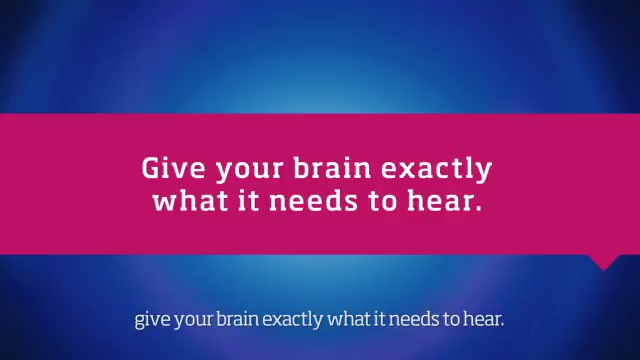 Give your brain exactly
what it needs to hear.
give your brain exactly what it needs to hear.